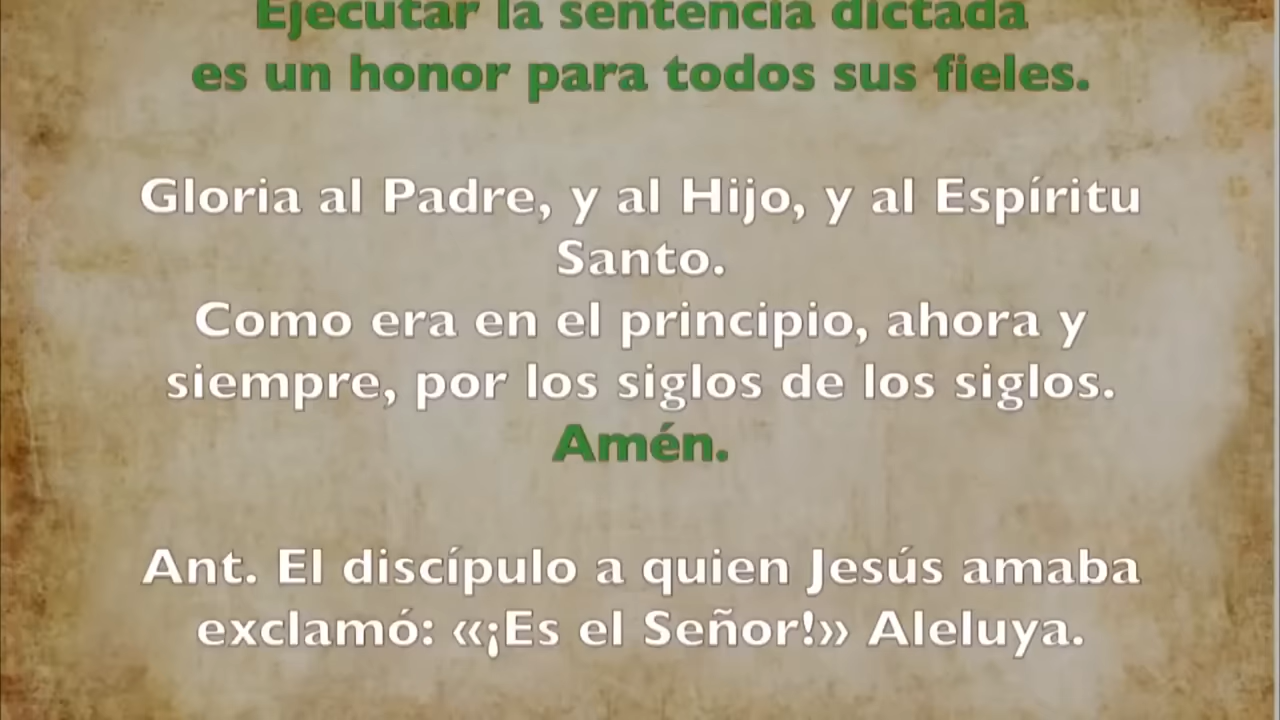 Ejecutar la sentencia dictada
es un honor para todos sus fieles.
Gloria al Padre, y al Hijo, y al Espíritu
Santo.
Como era en el principio, ahora y
siempre, por los siglos de los siglos.
Amén.
Ant. El discípulo a quien Jesús amaba
exclamó: «¡Es el Señor!» Aleluya.